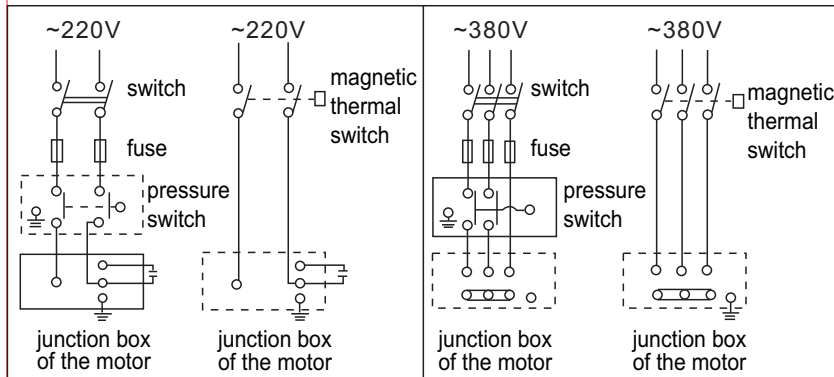 ~220V
switch
fuse
pressure
switch
junction box
of the motor
~220V
magnetic
thermal
switch
junction box
of the motor
~380V
switch
fuse
pressure
switch
junction box
of the motor
~380V
magnetic
thermal
switch
junction box
of the motor